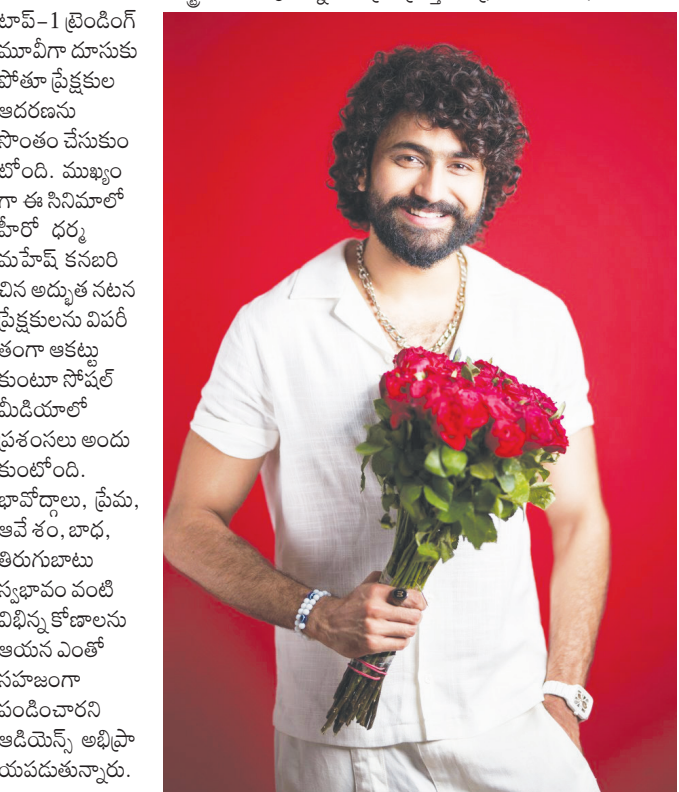 టాప్-1 ట్రెండింగ్
మూవీగా దూసుకు
పోతూ ప్రేక్షకుల
ఆదరణను
సొంతం చేసుకుం
టోంది. ముఖ్యం
గా ఈ సినిమాలో
హీరో ధర్మ
మహేష్ కనబరి
చిన అద్భుత నటన
ప్రేక్షకులను విపరీ
తంగా ఆకట్టు
కుంటూ సోషల్
మీడియాలో
ప్రశంసలు అందు
కుంటోంది.
భావోద్వాలు, ప్రేమ,
ఆవే శం, బాధ,
తిరుగుబాటు
స్వభావం వంటి
విభిన్న కోణాలను
ఆయన ఎంతో
సహజంగా
పండించారని
ఆడియెన్స్ అభిప్రా
యపడుతున్నారు.